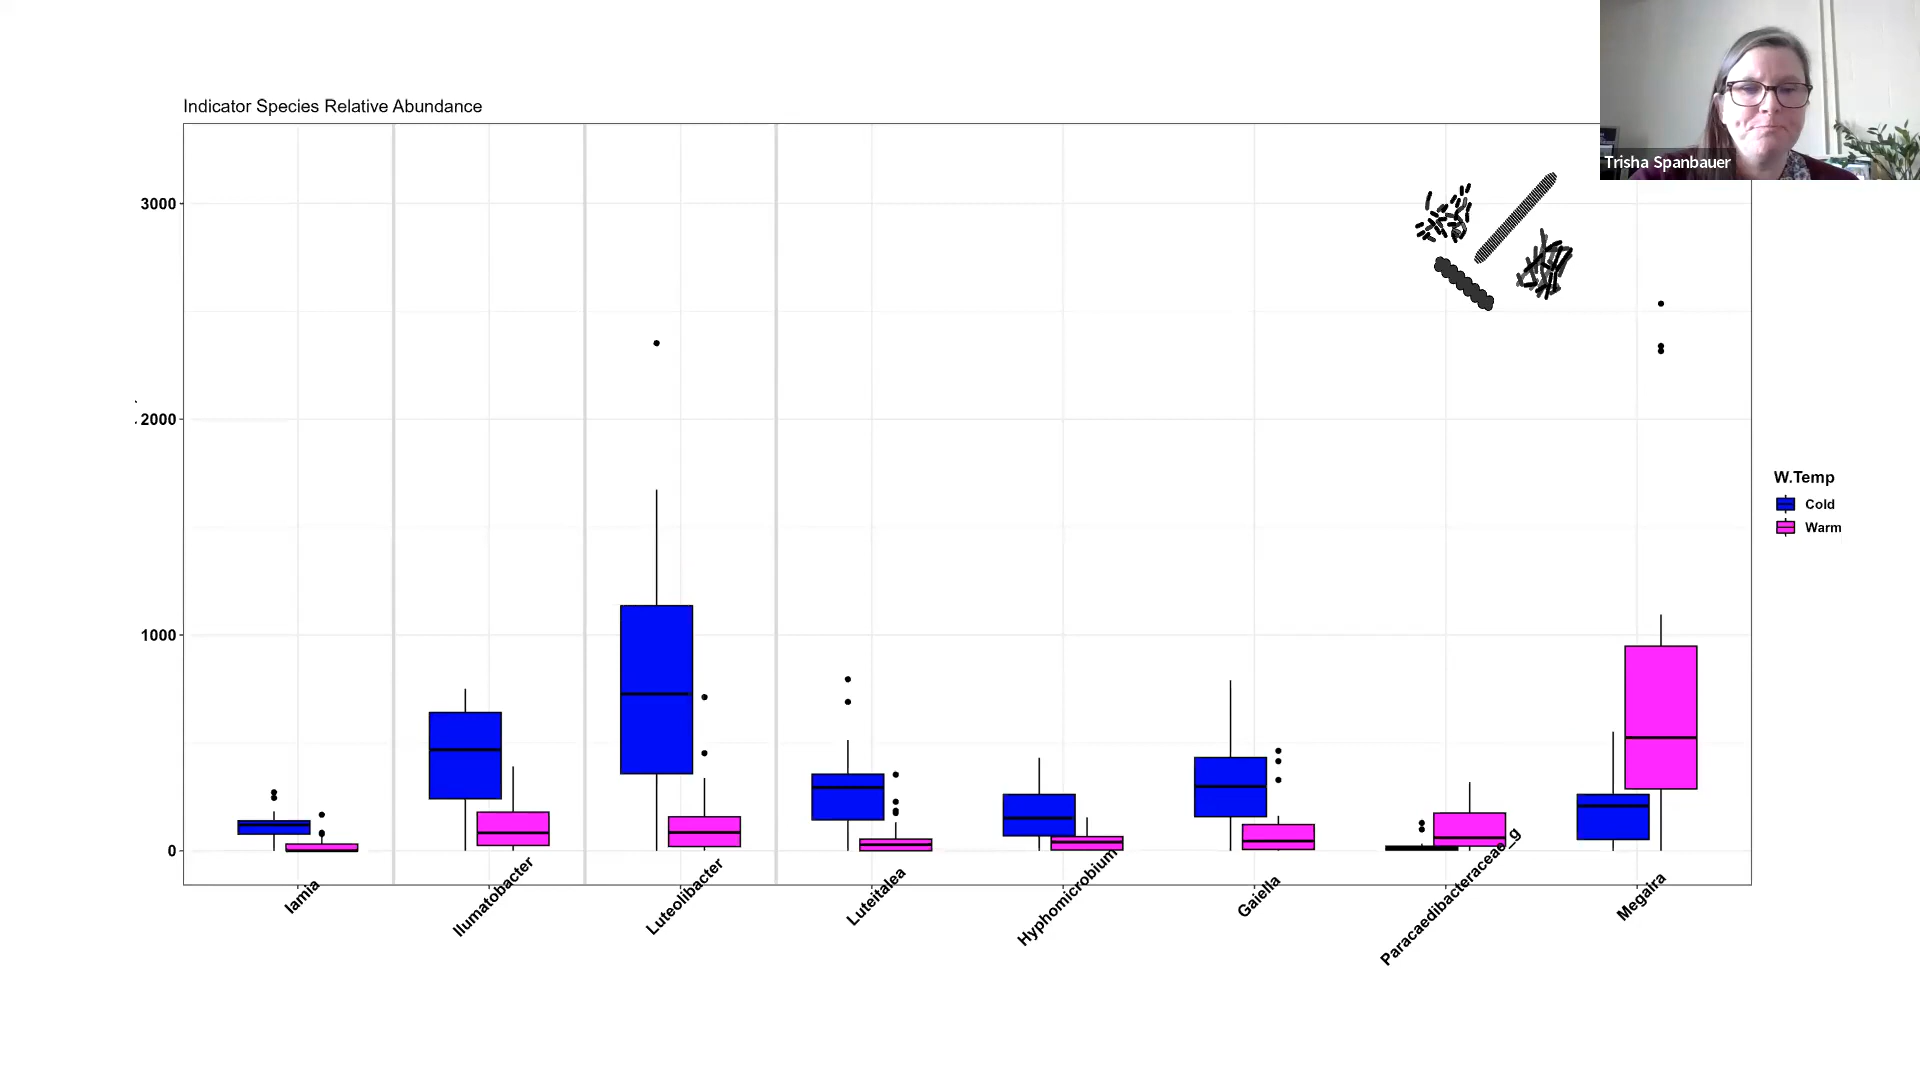 Indicator Species Relative Abundance
Trisha Spanbauer
3000
2000
1000
0
W.Temp
Cold
Warm
Iamia
Ilumatobacter
Luteolibacter
Luteitalea
Hyphomicrobium
Gaiella
Paracaedibacteraceae_g
Megaira